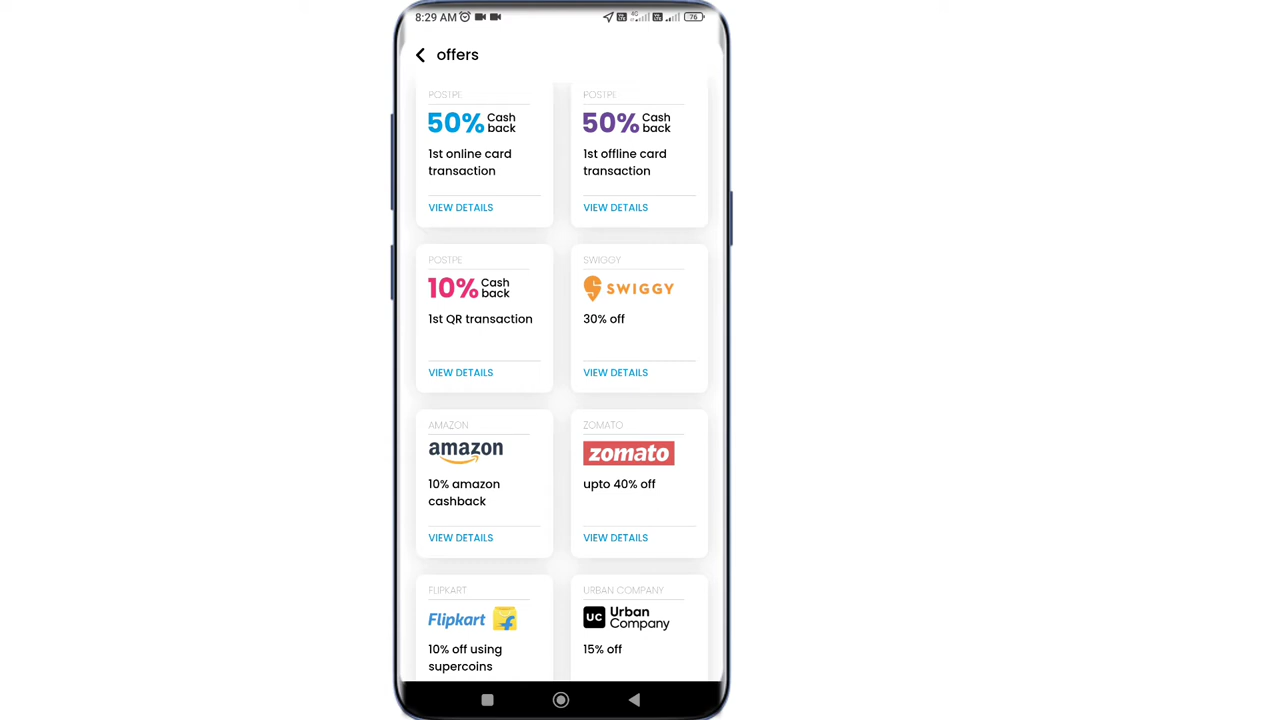 8:29 AM
4G
76
offers
POSTPE
50% Cash back
1st online card
transaction
VIEW DETAILS
POSTPE
50% Cash back
1st offline card
transaction
VIEW DETAILS
POSTPE
10% Cash back
1st QR transaction
VIEW DETAILS
SWIGGY
SWIGGY
30% off
VIEW DETAILS
AMAZON
amazon
10% amazon
cashback
VIEW DETAILS
ZOMATO
zomato
upto 40% off
VIEW DETAILS
FLIPKART
Flipkart
10% off using
supercoins
URBAN COMPANY
UC Urban
Company
15% off